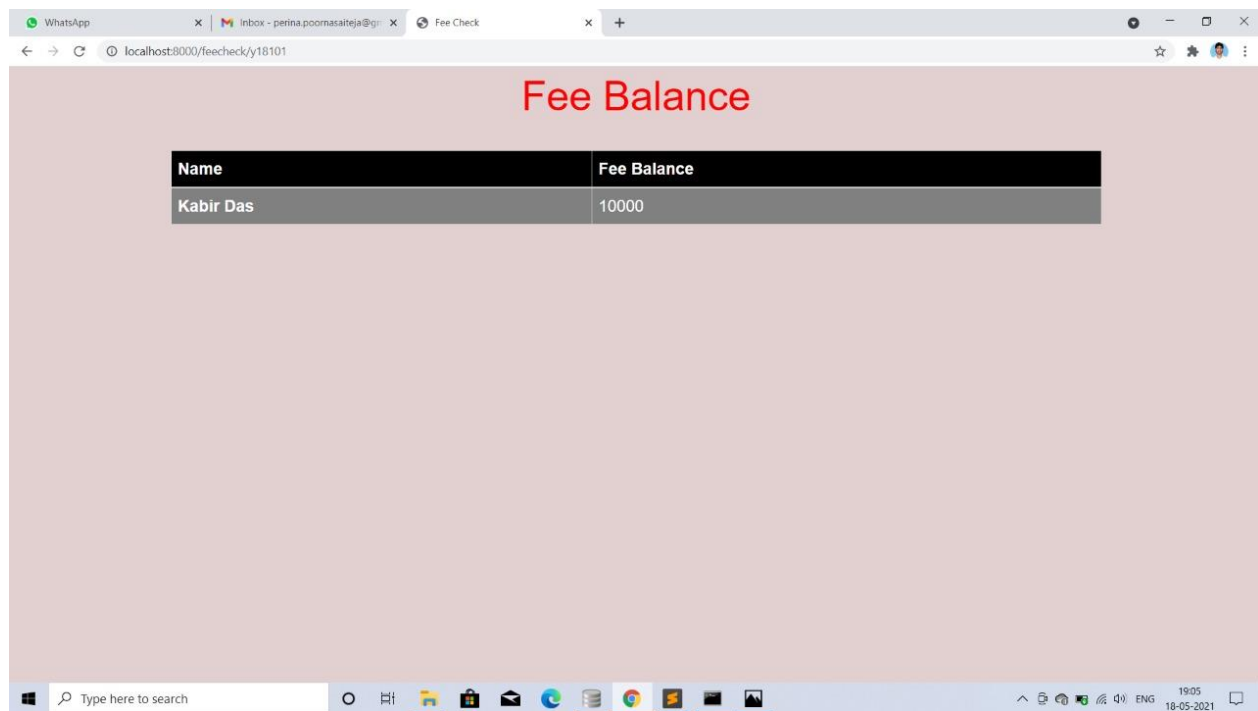 WhatsApp
Inbox - perina.poornasaiteja@gm
Fee Check
localhost:8000/feecheck/y18101
Fee Balance
Name Fee Balance
Kabir Das 10000
Type here to search
ENG
19:05
18-05-2021